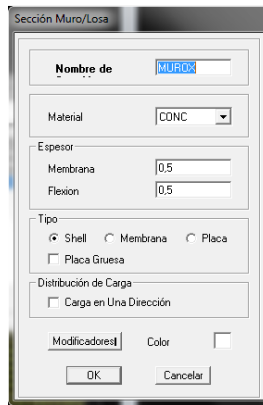 Sección Muro/Losa
Nombre de MUROX
Material CONC
Espesor
Membrana 0,5
Flexion 0,5
Tipo
Shell Membrana Placa
Placa Gruesa
Distribución de Carga
Carga en Una Dirección
Modificadores Color
OK Cancelar